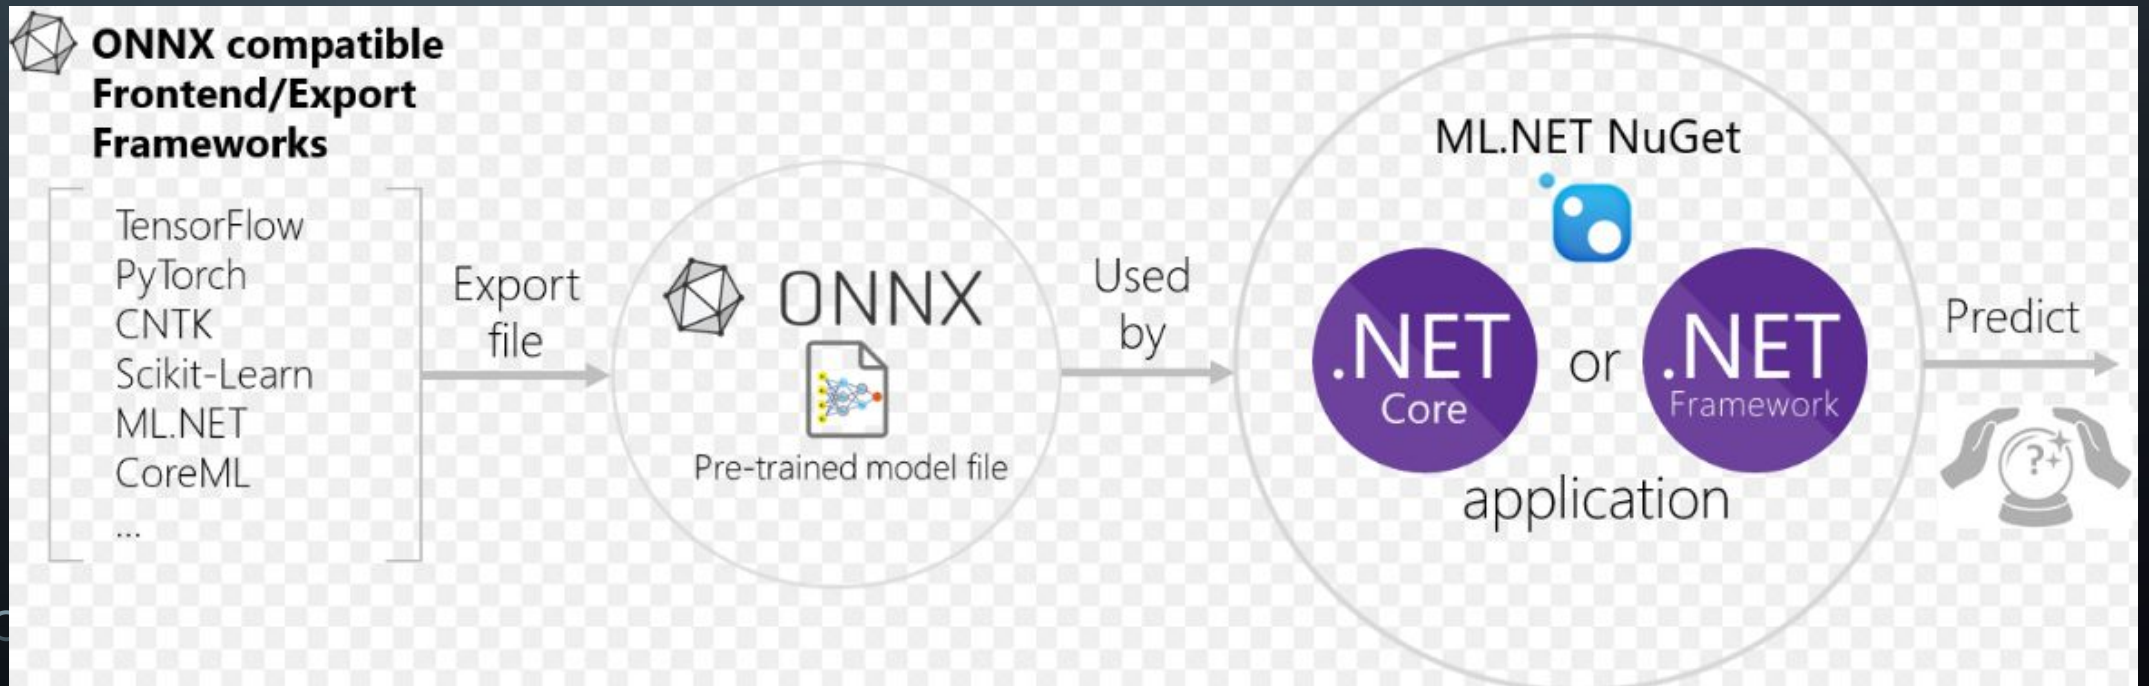 ONNX compatible
Frontend/Export
Frameworks
TensorFlow
PyTorch
CNTK
Scikit-Learn
ML.NET
CoreML
...
Export
file
ONNX
Pre-trained model file
Used
by
ML.NET NuGet
.NET
Core
or
.NET
Framework
application
Predict
?